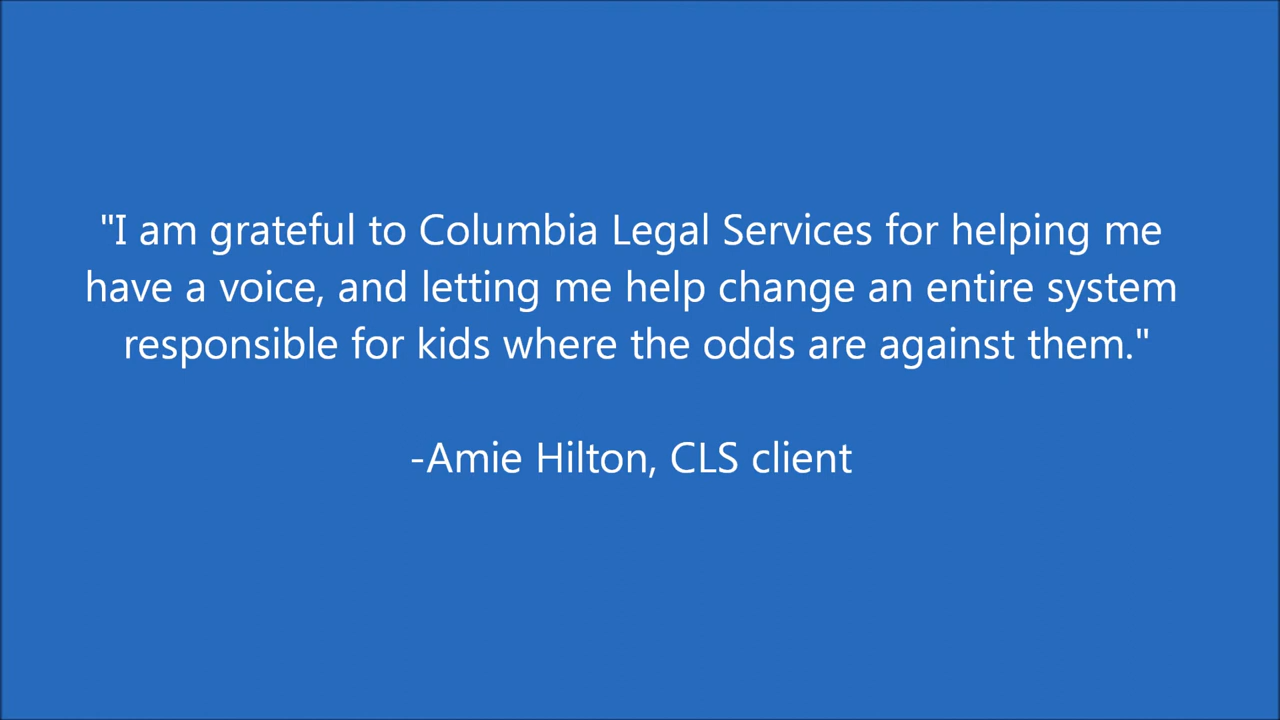 "I am grateful to Columbia Legal Services for helping me
have a voice, and letting me help change an entire system
responsible for kids where the odds are against them."
-Amie Hilton, CLS client